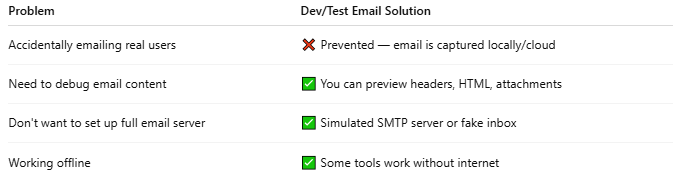 Problem Dev/Test Email Solution
Accidentally emailing real users ❌ Prevented — email is captured locally/cloud
Need to debug email content ✅ You can preview headers, HTML, attachments
Don't want to set up full email server ✅ Simulated SMTP server or fake inbox
Working offline ✅ Some tools work without internet